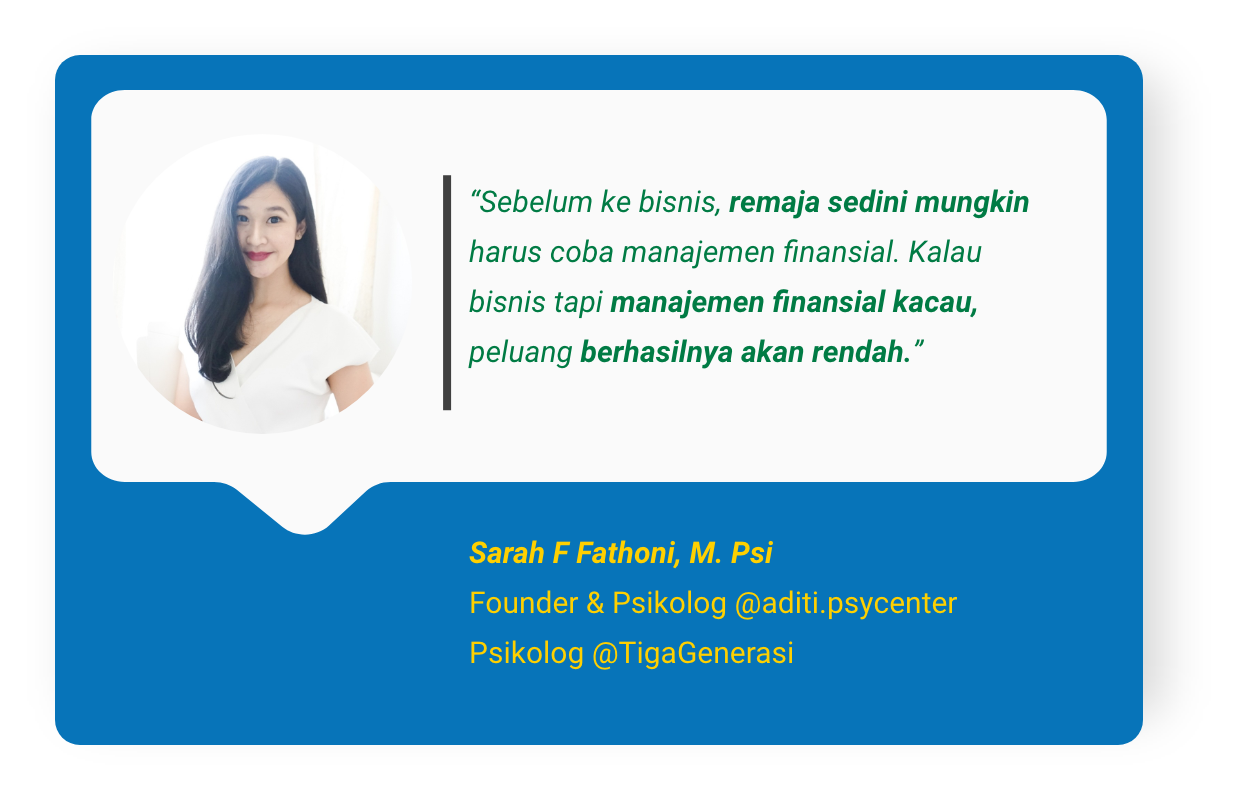 “Sebelum ke bisnis, remaja sedini mungkin
harus coba manajemen finansial. Kalau
bisnis tapi manajemen finansial kacau,
peluang berhasilnya akan rendah.”
Sarah F Fathoni, M. Psi
Founder & Psikolog @aditi.psycenter
Psikolog @TigaGenerasi